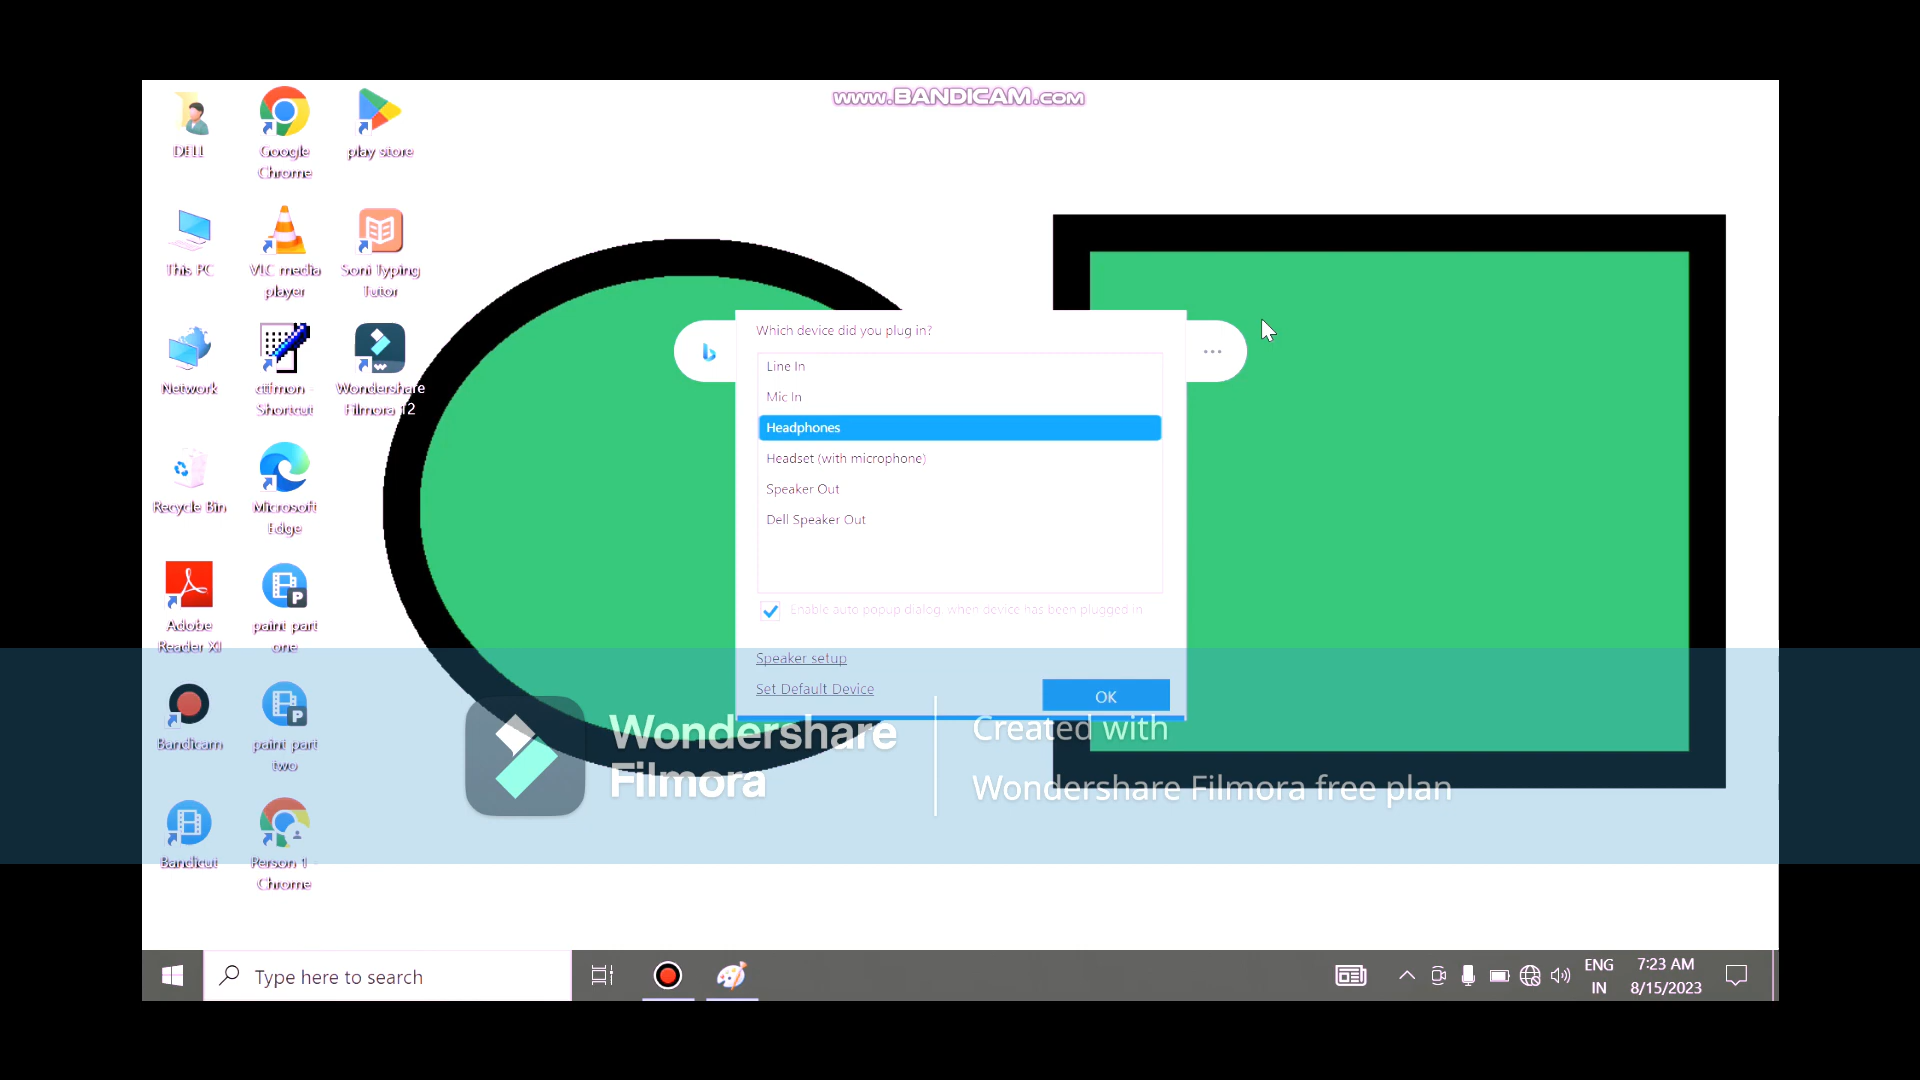 www.BANDICAM.com
DELL
Google
Chrome
play store
This PC
VLC media
player
Soni Typing
Tutor
Network
ctfmon -
Shortcut
Wondershare
Filmora 12
Recycle Bin
Microsoft
Edge
Adobe
Reader XI
paint part
one
Bandicam
paint part
two
Bandicut
Person 1 -
Chrome
Which device did you plug in?
Line In
Mic In
Headphones
Headset (with microphone)
Speaker Out
Dell Speaker Out
Enable auto popup dialog, when device has been plugged in
Speaker setup
Set Default Device
OK
Wondershare
Filmora
Created with
Wondershare Filmora free plan
Type here to search
ENG
IN
7:23 AM
8/15/2023